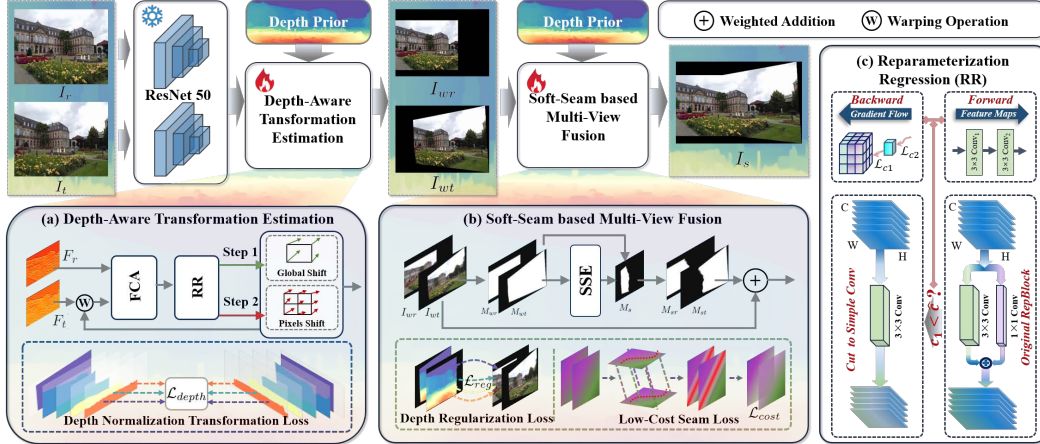 I_r
I_t
ResNet 50
Depth Prior
Depth-Aware
Tansformation
Estimation
I_wr
I_wt
Depth Prior
Soft-Seam based
Multi-View
Fusion
I_s
+ Weighted Addition
W Warping Operation
(a) Depth-Aware Transformation Estimation
F_r
F_t
W
FCA
RR
Step 1
Global Shift
Step 2
Pixels Shift
L_depth
Depth Normalization Transformation Loss
(b) Soft-Seam based Multi-View Fusion
I_wr
I_wt
M_wr
M_wt
SSE
M_s
M_sr
M_st
+
L_reg
Depth Regularization Loss
Low-Cost Seam Loss
L_cost
(c) Reparameterization
Regression (RR)
Backward
Gradient Flow
L_c1
L_c2
Forward
Feature Maps
3×3 Conv_1
3×3 Conv_2
C
W
H
3×3 Conv
Cut to Simple Conv
c_1 < c_2 ?
C
W
H
3×3 Conv
1×1 Conv
Original RepBlock